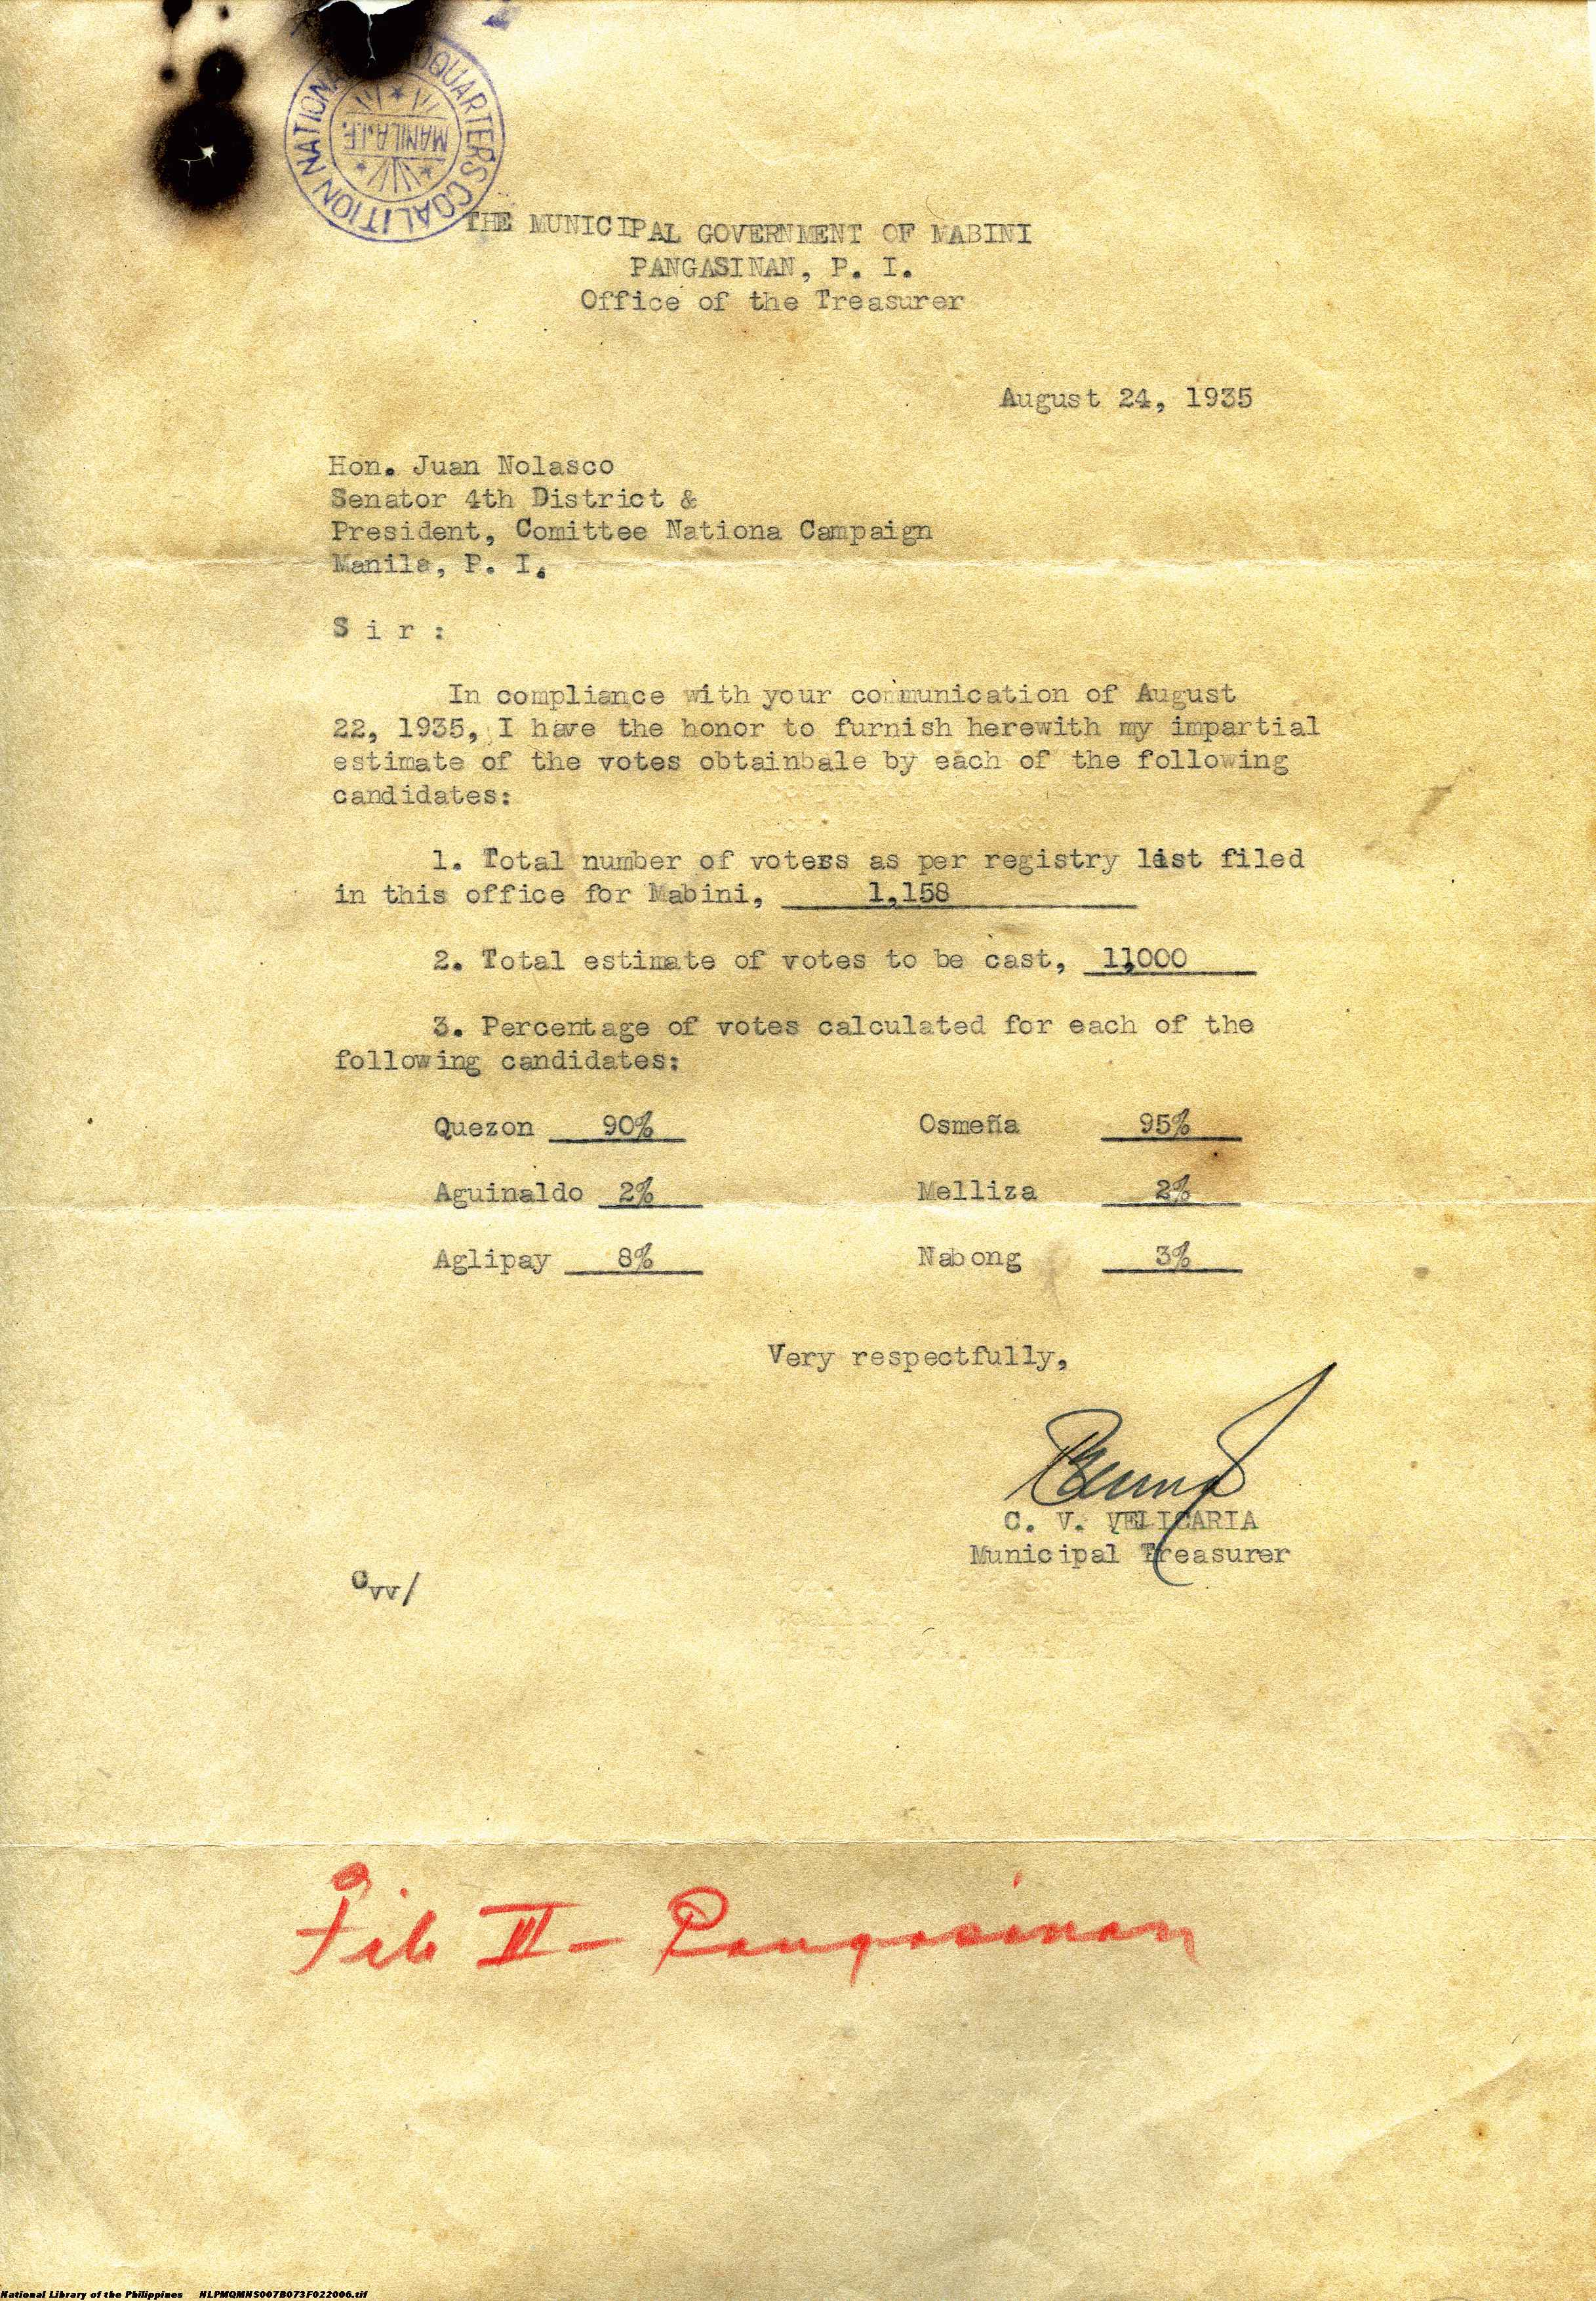 COALITION NATIONAL HEADQUARTERS
MANILA, P.I.
THE MUNICIPAL GOVERNMENT OF MABINI
PANGASINAN, P. I.
Office of the Treasurer
August 24, 1935
Hon. Juan Nolasco
Senator 4th District &
President, Comittee Nationa Campaign
Manila, P. I.
S i r :
In compliance with your communication of August
22, 1935, I have the honor to furnish herewith my impartial
estimate of the votes obtainbale by each of the following
candidates:
1. Total number of voters as per registry list filed
in this office for Mabini, 1,158
2. Total estimate of votes to be cast, 1,000
3. Percentage of votes calculated for each of the
following candidates:
Quezon 90% Osmeña 95%
Aguinaldo 2% Melliza 2%
Aglipay 8% Nabong 3%
Very respectfully,
C. V. VELICARIA
Municipal Treasurer
Cvv/
File III - Pangasinan
National Library of the Philippines NLPMQMNS007B073F022006.tif